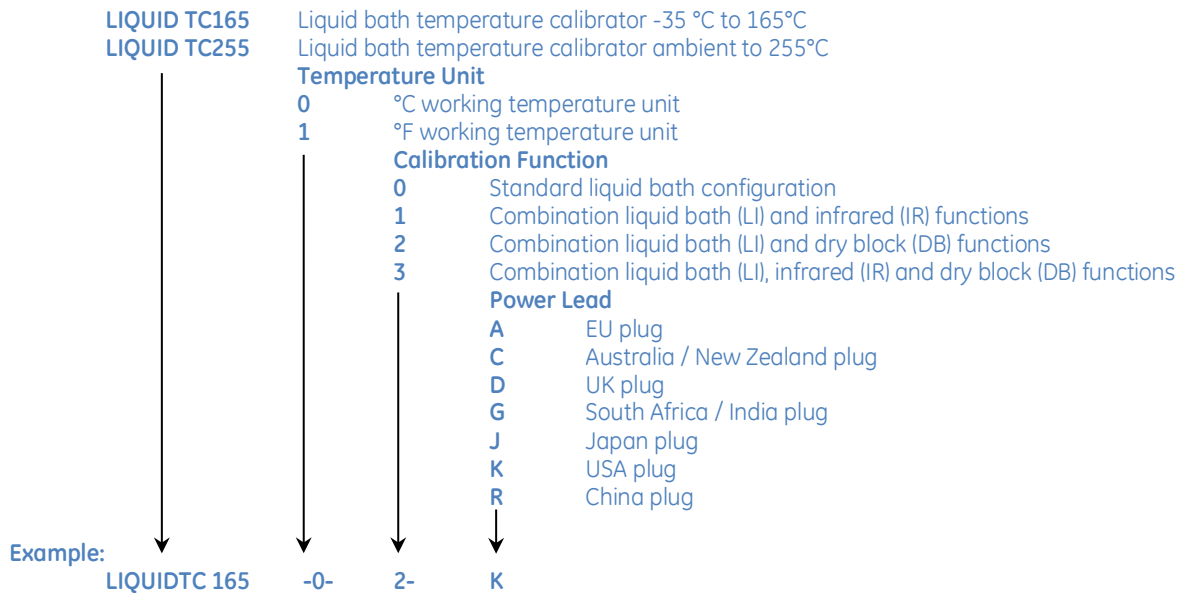 LIQUID TC165 Liquid bath temperature calibrator -35 °C to 165°C
LIQUID TC255 Liquid bath temperature calibrator ambient to 255°C
Temperature Unit
0 °C working temperature unit
1 °F working temperature unit
Calibration Function
0 Standard liquid bath configuration
1 Combination liquid bath (LI) and infrared (IR) functions
2 Combination liquid bath (LI) and dry block (DB) functions
3 Combination liquid bath (LI), infrared (IR) and dry block (DB) functions
Power Lead
A EU plug
C Australia / New Zealand plug
D UK plug
G South Africa / India plug
J Japan plug
K USA plug
R China plug
Example:
LIQUIDTC 165 -0- 2- K